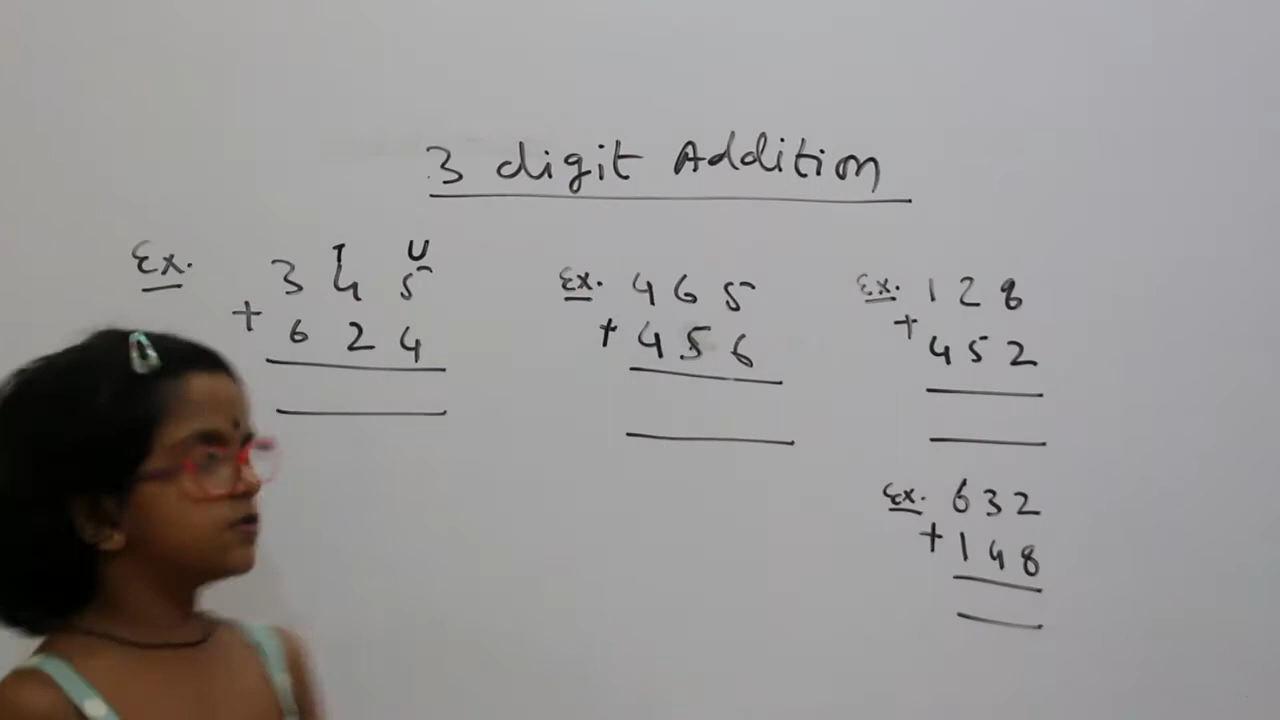 3 digit Addition
T U
Ex. 3 4 5
+ 6 2 4
Ex. 4 6 5
+ 4 5 6
Ex. 1 2 8
+ 4 5 2
Ex. 6 3 2
+ 1 4 8